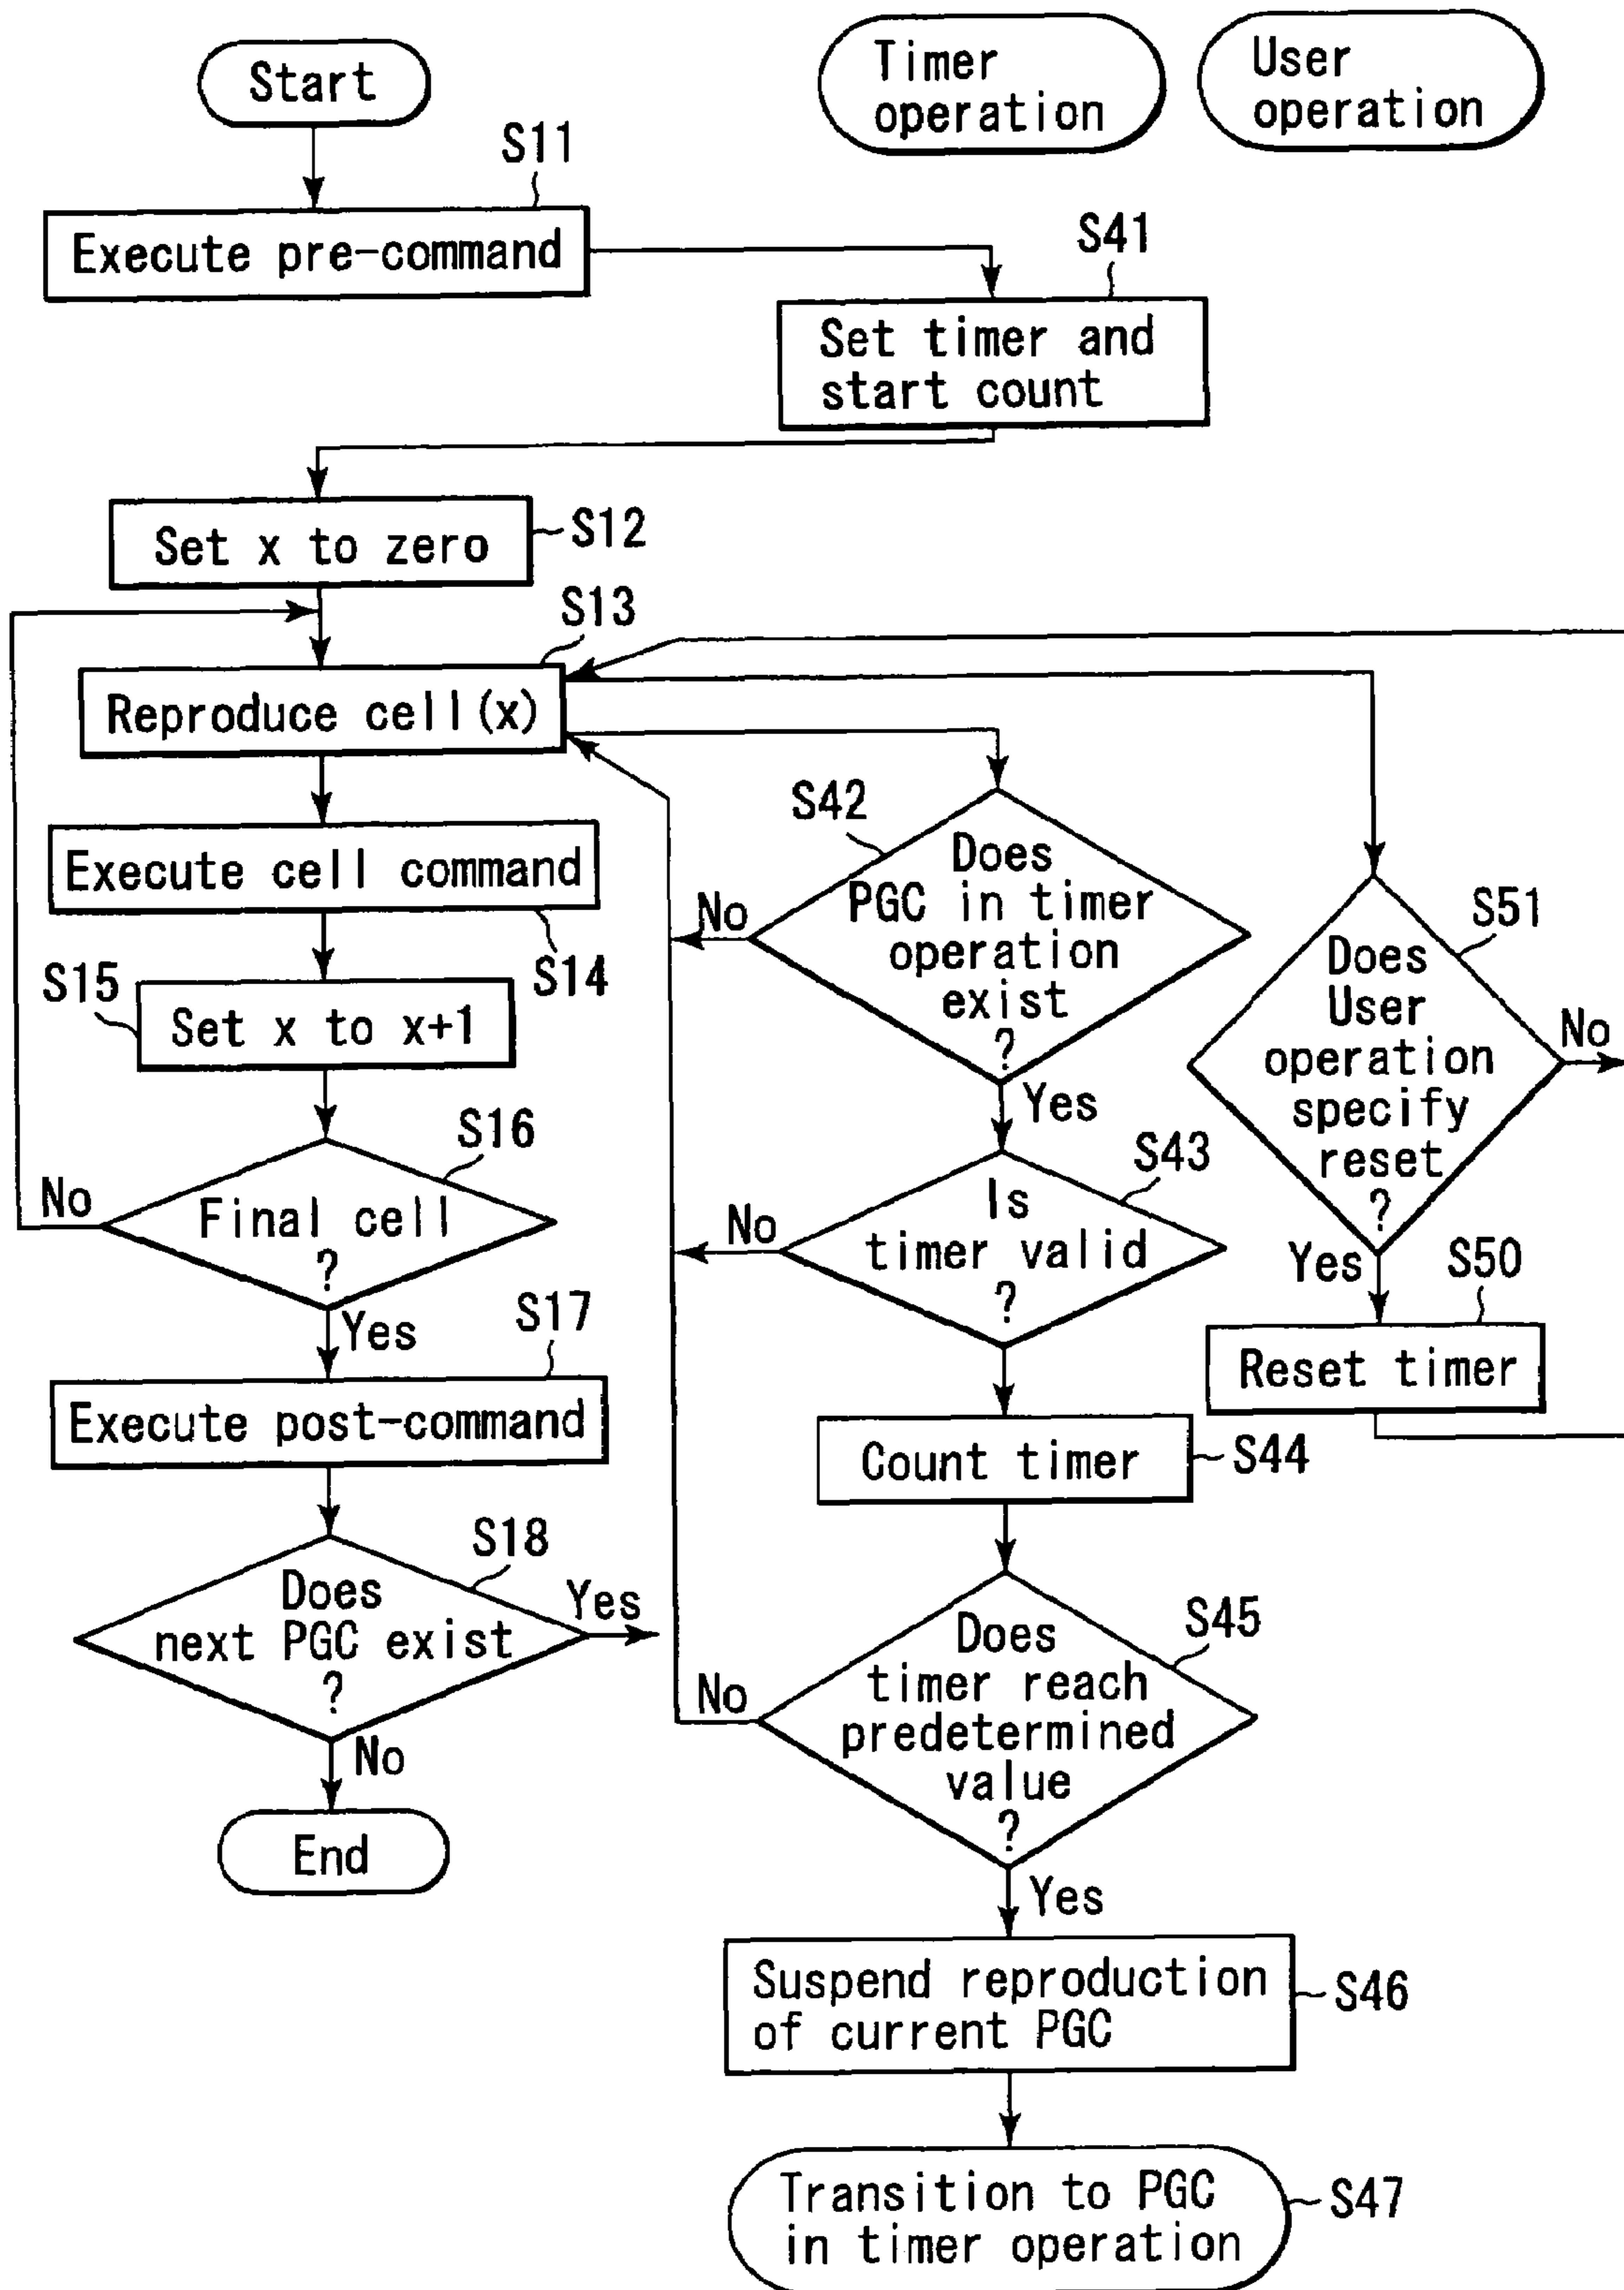 Start
Timer
operation
User
operation
S11
Execute pre-command
S41
Set timer and
start count
Set x to zero
S12
S13
Reproduce cell(x)
Execute cell command
S14
S15
Set x to x+1
S16
No
Final cell
?
Yes
S17
Execute post-command
S18
Does
next PGC exist
?
Yes
No
End
S42
Does
PGC in timer
operation
exist
?
No
Yes
S43
Is
timer valid
?
No
Count timer
S44
S45
Does
timer reach
predetermined
value
?
No
Yes
Suspend reproduction
of current PGC
S46
Transition to PGC
in timer operation
S47
S51
Does
User
operation
specify
reset
?
No
Yes
S50
Reset timer